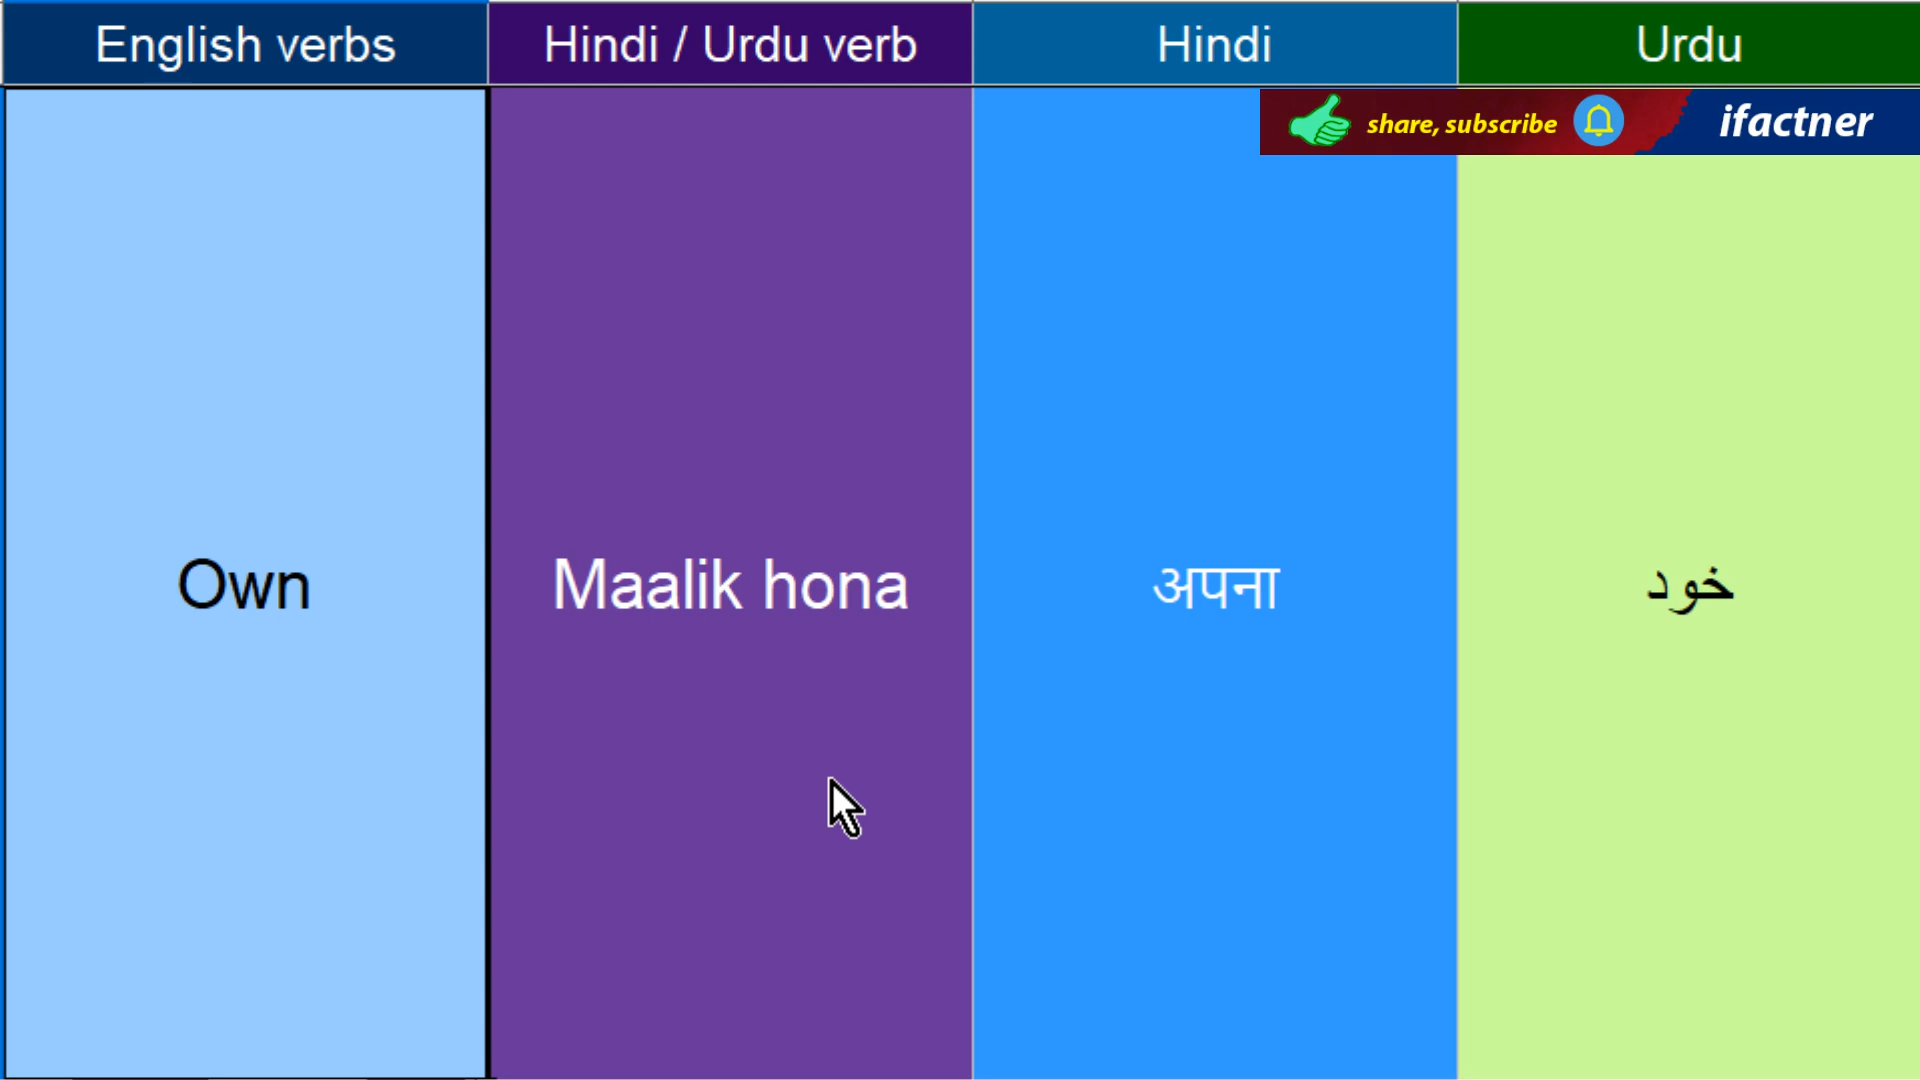 English verbs
Hindi / Urdu verb
Hindi
Urdu
share, subscribe
ifactner
Own
Maalik hona
अपना
خود